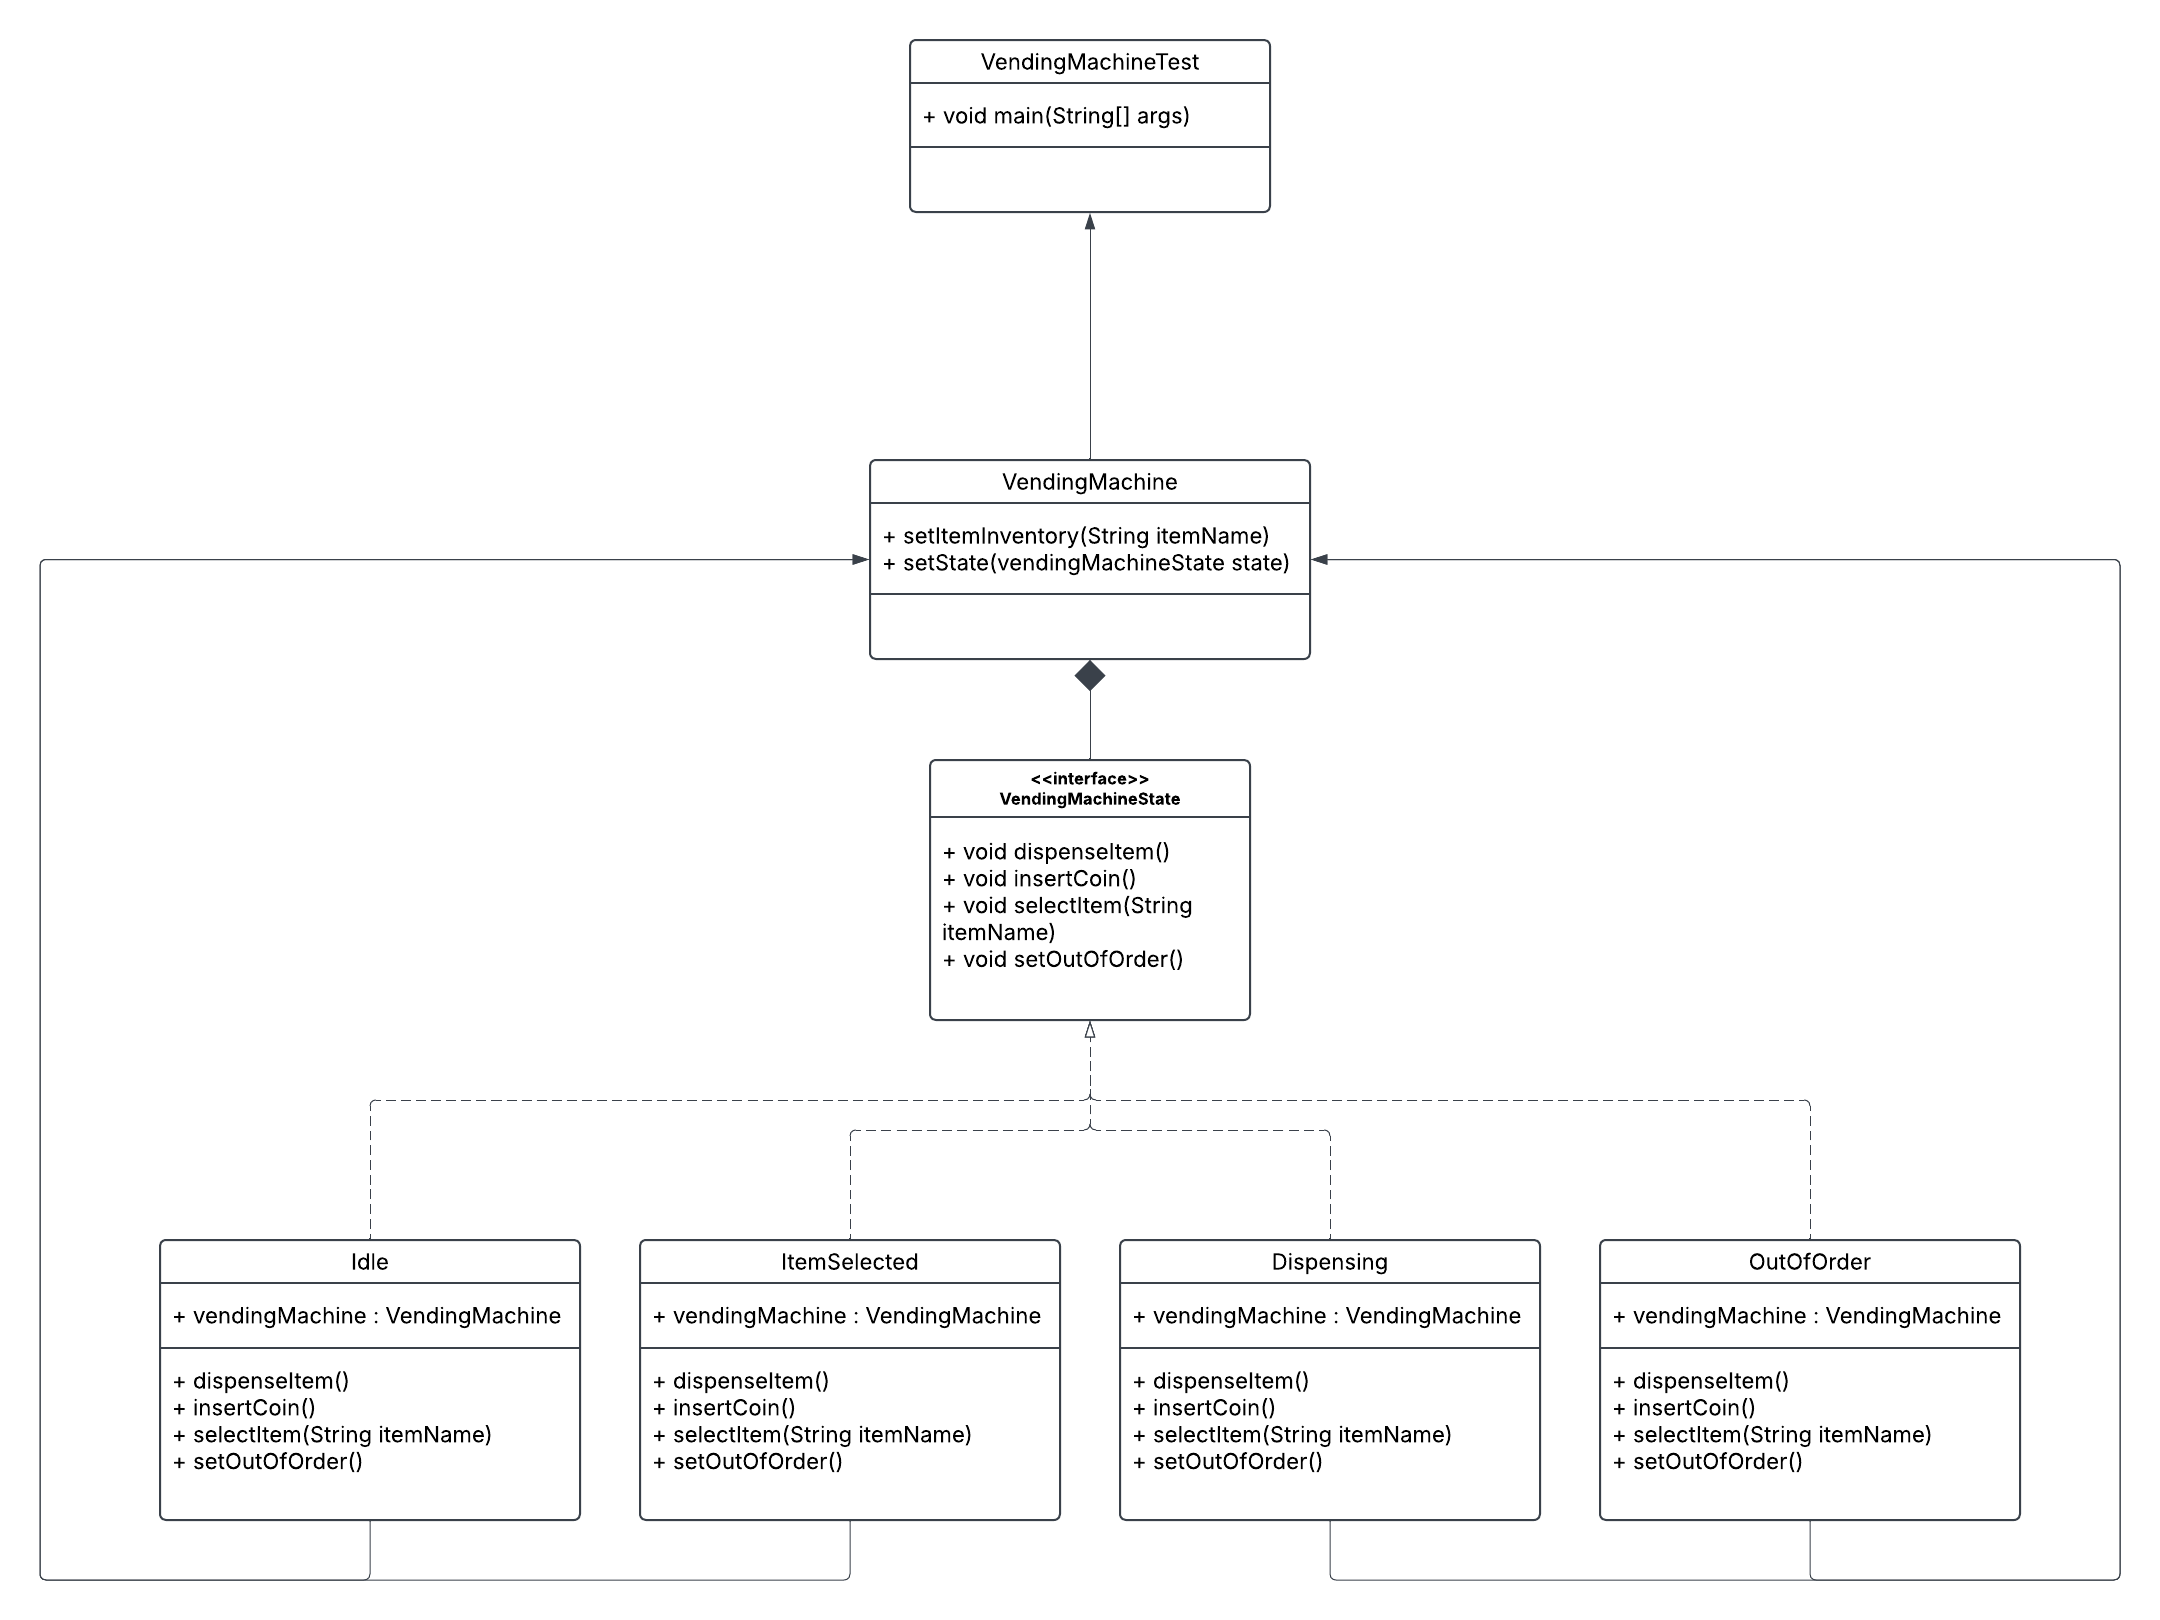 VendingMachineTest
+ void main(String[] args)
VendingMachine
+ setItemInventory(String itemName)
+ setState(vendingMachineState state)
<<interface>>
VendingMachineState
+ void dispenseItem()
+ void insertCoin()
+ void selectItem(String
itemName)
+ void setOutOfOrder()
Idle
+ vendingMachine : VendingMachine
+ dispenseItem()
+ insertCoin()
+ selectItem(String itemName)
+ setOutOfOrder()
ItemSelected
+ vendingMachine : VendingMachine
+ dispenseItem()
+ insertCoin()
+ selectItem(String itemName)
+ setOutOfOrder()
Dispensing
+ vendingMachine : VendingMachine
+ dispenseItem()
+ insertCoin()
+ selectItem(String itemName)
+ setOutOfOrder()
OutOfOrder
+ vendingMachine : VendingMachine
+ dispenseItem()
+ insertCoin()
+ selectItem(String itemName)
+ setOutOfOrder()